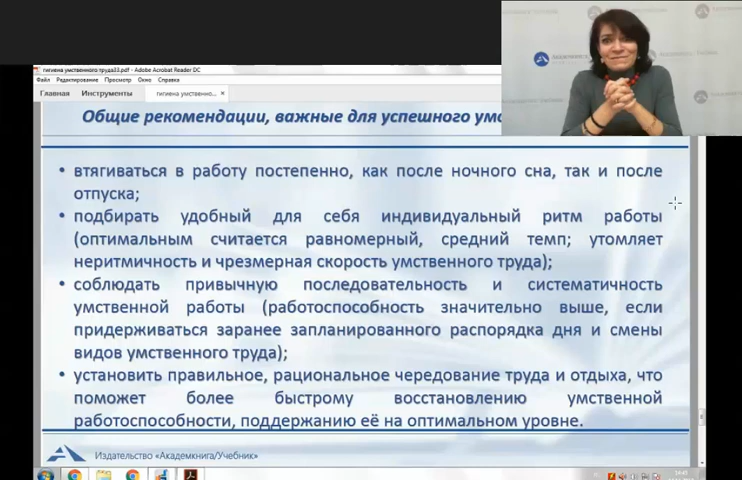 гигиена умственного труда33.pdf - Adobe Acrobat Reader DC
Файл Редактирование Просмотр Окно Справка
Главная Инструменты гигиена умственно... ×
Общие рекомендации, важные для успешного
• втягиваться в работу постепенно, как после ночного сна, так и после
отпуска;
• подбирать удобный для себя индивидуальный ритм работы
(оптимальным считается равномерный, средний темп; утомляет
неритмичность и чрезмерная скорость умственного труда);
• соблюдать привычную последовательность и систематичность
умственной работы (работоспособность значительно выше, если
придерживаться заранее запланированного распорядка дня и смены
видов умственного труда);
• установить правильное, рациональное чередование труда и отдыха, что
поможет более быстрому восстановлению умственной
работоспособности, поддержанию её на оптимальном уровне.
Издательство «Академкнига/Учебник»